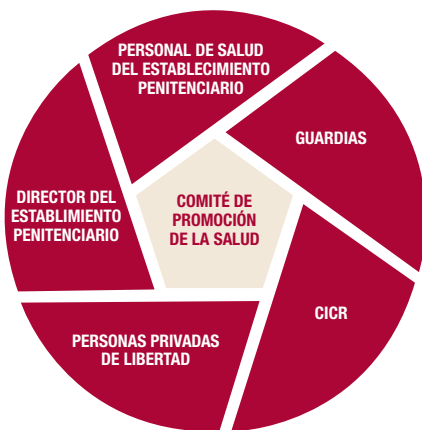 PERSONAL DE SALUD
DEL ESTABLECIMIENTO
PENITENCIARIO
GUARDIAS
DIRECTOR DEL
ESTABLIMIENTO
PENITENCIARIO
COMITÉ DE
PROMOCIÓN
DE LA SALUD
CICR
PERSONAS PRIVADAS
DE LIBERTAD